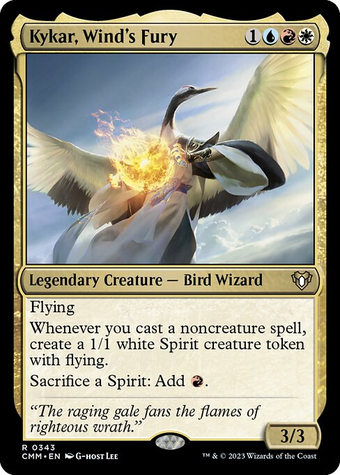 Kykar, Wind's Fury 1
Legendary Creature — Bird Wizard
Flying
Whenever you cast a noncreature spell,
create a 1/1 white Spirit creature token
with flying.
Sacrifice a Spirit: Add .
"The raging gale fans the flames of
righteous wrath."
3/3
R 0343
CMM • EN G-host Lee
™ & © 2023 Wizards of the Coast